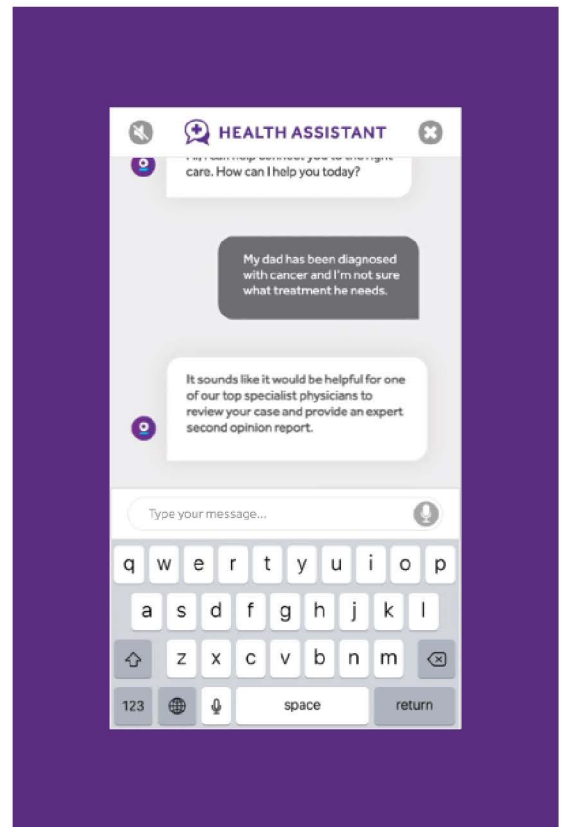 HEALTH ASSISTANT
care. How can I help you today?
My dad has been diagnosed
with cancer and I'm not sure
what treatment he needs.
It sounds like it would be helpful for one
of our top specialist physicians to
review your case and provide an expert
second opinion report.
Type your message...
q w e r t y u i o p
a s d f g h j k l
z x c v b n m
123 space return